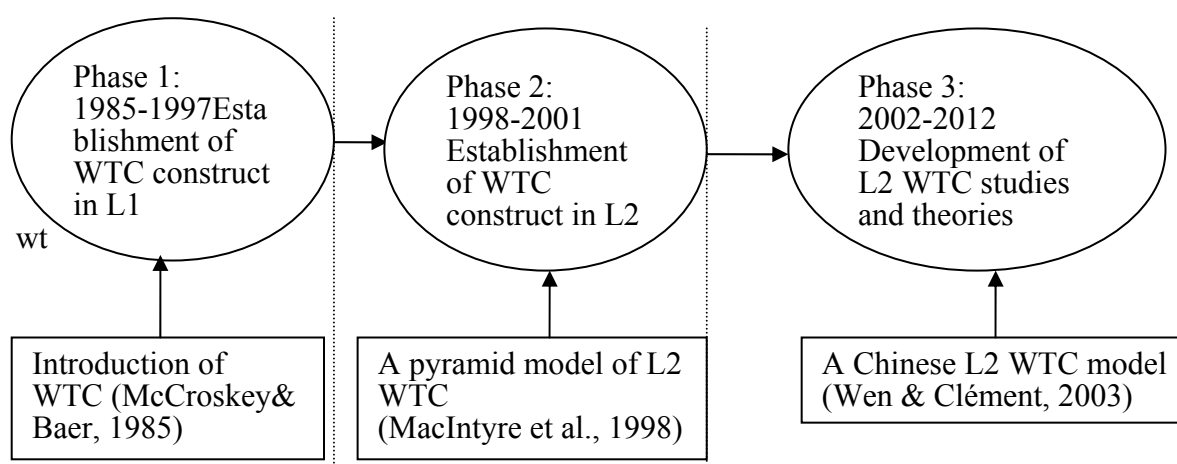 Phase 1:
1985-1997Esta
blishment of
WTC construct
in L1
wt
Phase 2:
1998-2001
Establishment
of WTC
construct in L2
Phase 3:
2002-2012
Development of
L2 WTC studies
and theories
Introduction of
WTC (McCroskey&
Baer, 1985)
A pyramid model of L2
WTC
(MacIntyre et al., 1998)
A Chinese L2 WTC model
(Wen & Clément, 2003)